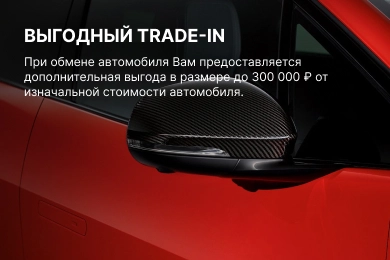 ВЫГОДНЫЙ TRADE-IN
При обмене автомобиля Вам предоставляется
дополнительная выгода в размере до 300 000 ₽ от
изначальной стоимости автомобиля.